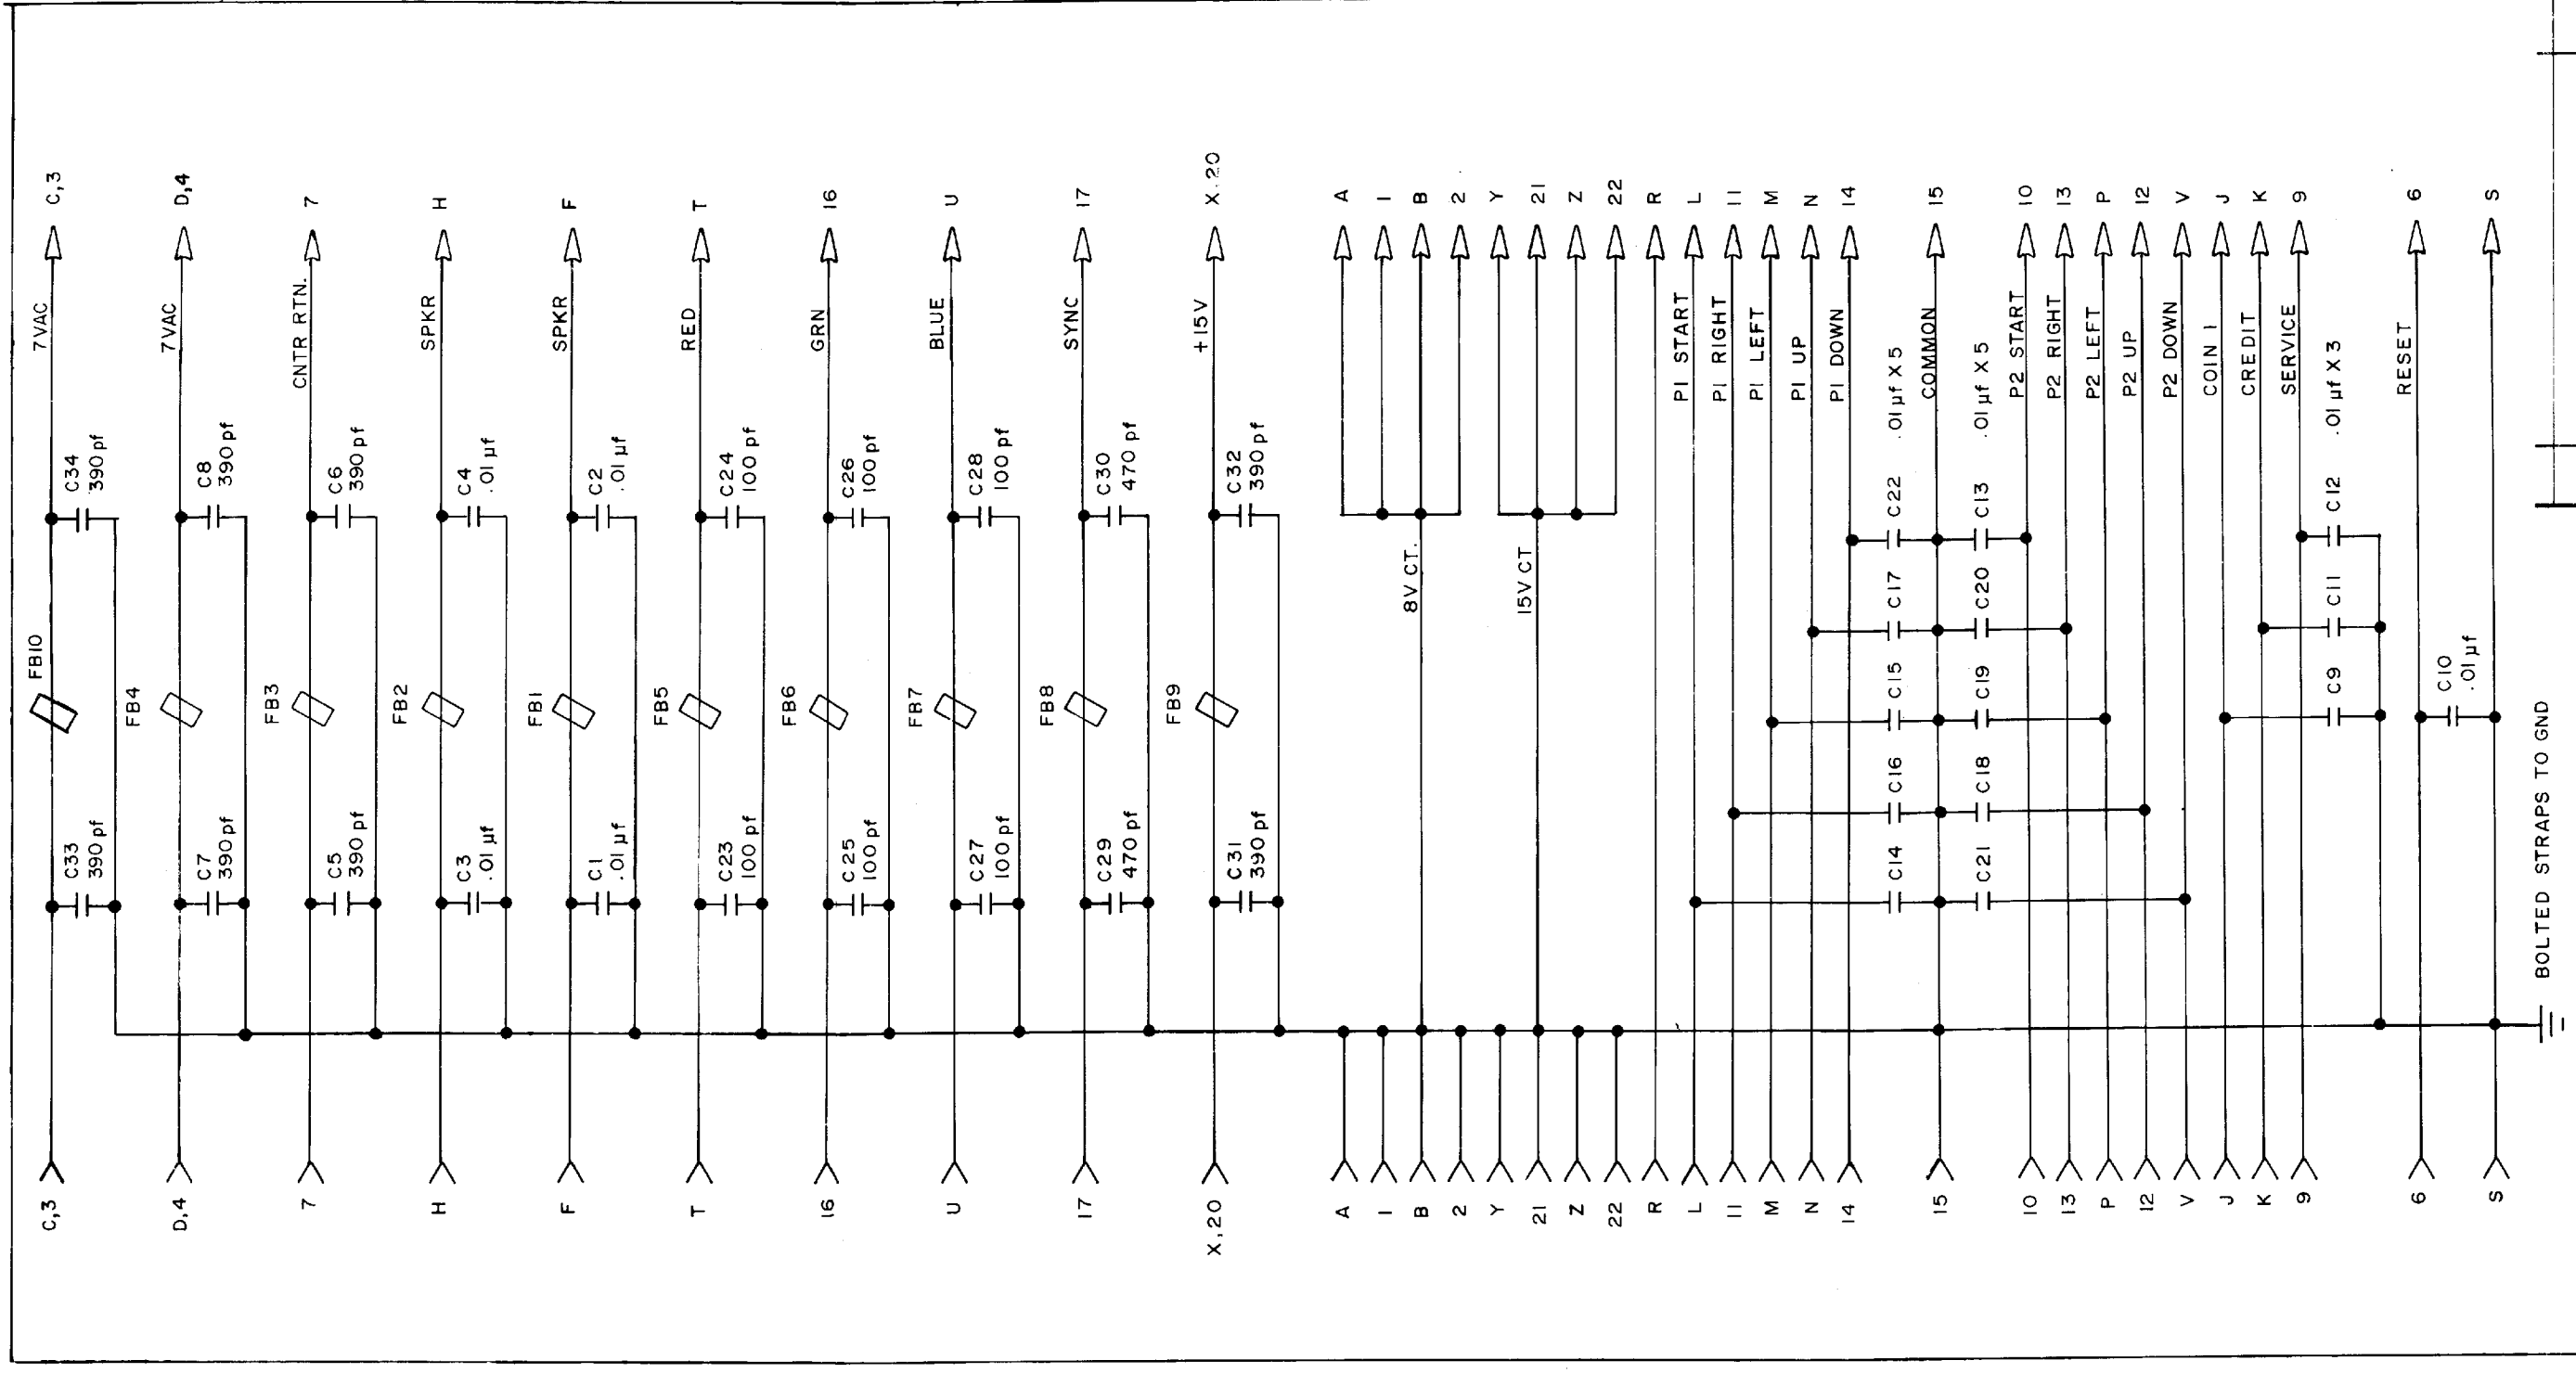 7VAC
C,3
FB10
C33
390 pf
C34
390 pf
C,3
7VAC
D,4
FB4
C7
390pf
C8
390pf
D,4
CNTR RTN.
7
FB3
C5
390 pf
C6
390pf
7
SPKR
H
FB2
C3
.01 µf
C4
.01 µf
H
SPKR
F
FB1
C1
.01 µf
C2
.01 µf
F
RED
T
FB5
C23
100 pf
C24
100 pf
T
GRN
16
FB6
C25
100 pf
C26
100 pf
16
BLUE
U
FB7
C27
100 pf
C28
100 pf
U
SYNC
17
FB8
C29
470 pf
C30
470 pf
17
+15V
X.20
FB9
C31
390 pf
C32
390 pf
X,20
A
A
1
1
8V CT.
B
B
2
2
Y
Y
15V CT
21
21
Z
Z
22
22
R
R
P1 START
L
L
P1 RIGHT
11
11
P1 LEFT
M
M
P1 UP
N
N
P1 DOWN
14
14
C14
C16
C15
C17
C22
.01 µf X 5
COMMON
15
15
C21
C18
C19
C20
C13
.01 µf X 5
P2 START
10
10
P2 RIGHT
13
13
P2 LEFT
P
P
P2 UP
12
12
P2 DOWN
V
V
COIN 1
J
J
CREDIT
K
K
SERVICE
9
9
C9
C11
C12
.01 µf X 3
RESET
6
6
C10
.01 µf
S
S
BOLTED STRAPS TO GND